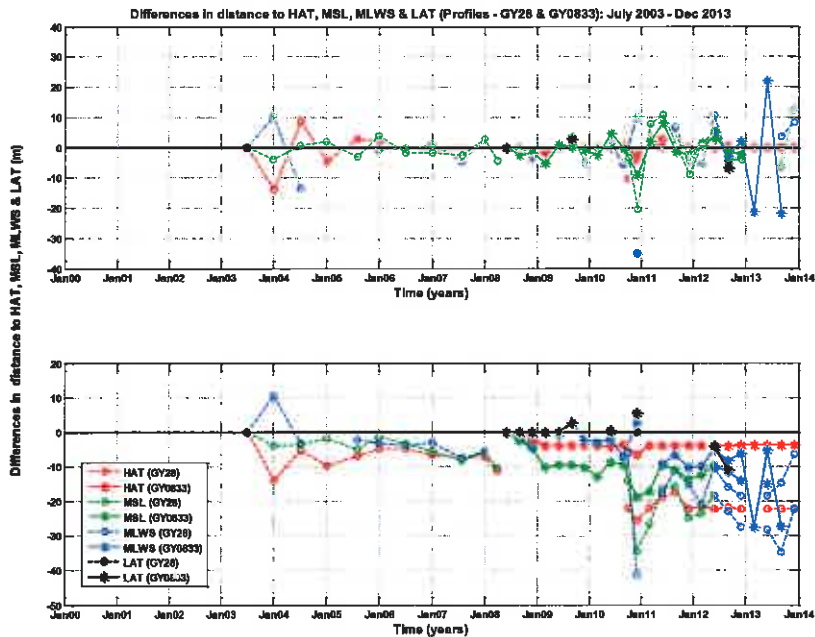 Differences in distance to HAT, MSL, MLWS & LAT (Profiles - GY28 & GY0833): July 2003 - Dec 2013
Differences in distance to HAT, MSL, MLWS & LAT (m)
40
30
20
10
0
-10
-20
-30
-40
Jan00 Jan01 Jan02 Jan03 Jan04 Jan05 Jan06 Jan07 Jan08 Jan09 Jan10 Jan11 Jan12 Jan13 Jan14
Time (years)
20
10
0
-10
-20
-30
-40
-50
HAT (GY28)
HAT (GY0833)
MSL (GY28)
MSL (GY0833)
MLWS (GY28)
MLWS (GY0833)
LAT (GY28)
LAT (GY0833)
Jan00 Jan01 Jan02 Jan03 Jan04 Jan05 Jan06 Jan07 Jan08 Jan09 Jan10 Jan11 Jan12 Jan13 Jan14
Time (years)